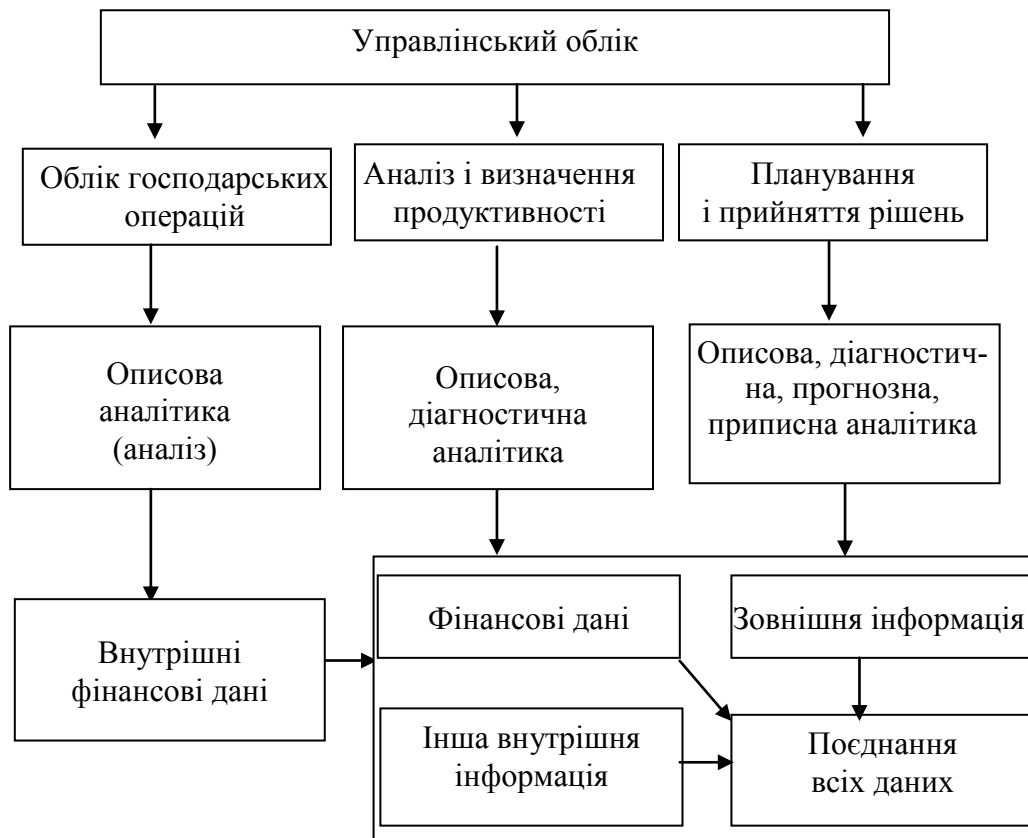 Управлінський облік
Облік господарських
операцій
Аналіз і визначення
продуктивності
Планування
і прийняття рішень
Описова
аналітика
(аналіз)
Описова,
діагностична
аналітика
Описова, діагностич-
на, прогнозна,
приписна аналітика
Внутрішні
фінансові дані
Фінансові дані
Зовнішня інформація
Інша внутрішня
інформація
Поєднання
всіх даних